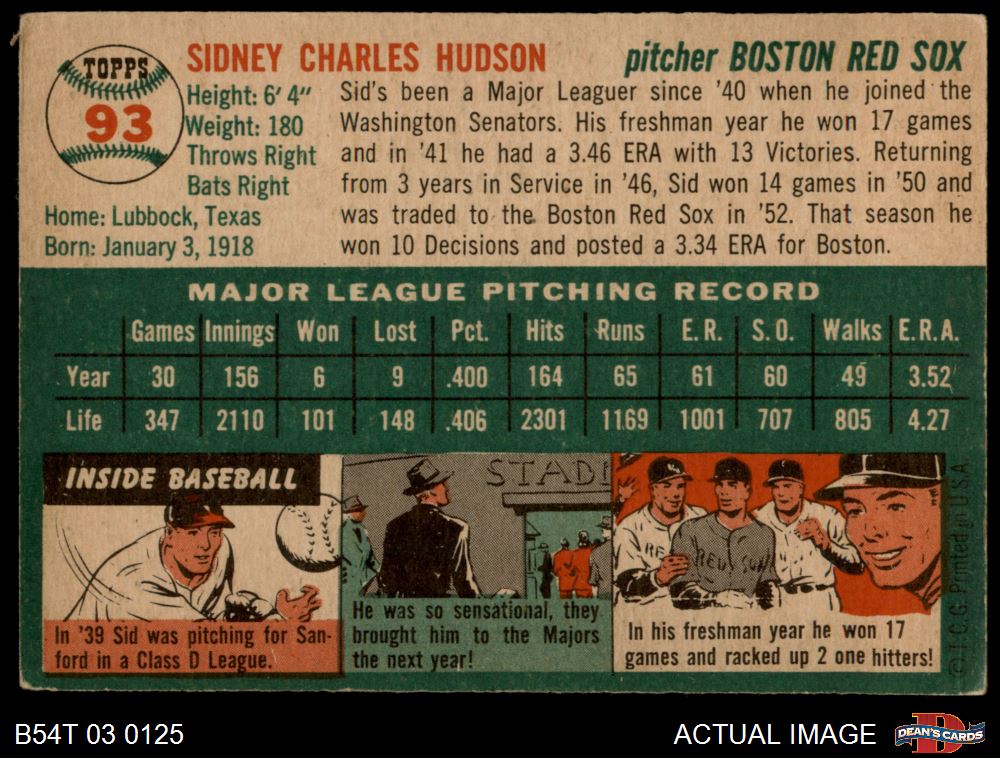 TOPPS
93
SIDNEY CHARLES HUDSON
pitcher BOSTON RED SOX
Height: 6' 4"
Weight: 180
Throws Right
Bats Right
Home: Lubbock, Texas
Born: January 3, 1918
Sid's been a Major Leaguer since '40 when he joined the
Washington Senators. His freshman year he won 17 games
and in '41 he had a 3.46 ERA with 13 Victories. Returning
from 3 years in Service in '46, Sid won 14 games in '50 and
was traded to the Boston Red Sox in '52. That season he
won 10 Decisions and posted a 3.34 ERA for Boston.
MAJOR LEAGUE PITCHING RECORD
Games Innings Won Lost Pct. Hits Runs E.R. S.O. Walks E.R.A.
Year 30 156 6 9 .400 164 65 61 60 49 3.52
Life 347 2110 101 148 .406 2301 1169 1001 707 805 4.27
INSIDE BASEBALL
In '39 Sid was pitching for San-
ford in a Class D League.
STADI
He was so sensational, they
brought him to the Majors
the next year!
RE
RED SOX
In his freshman year he won 17
games and racked up 2 one hitters!
© T.C.G. Printed in U.S.A.
B54T 03 0125
ACTUAL IMAGE
D
DEAN'S CARDS